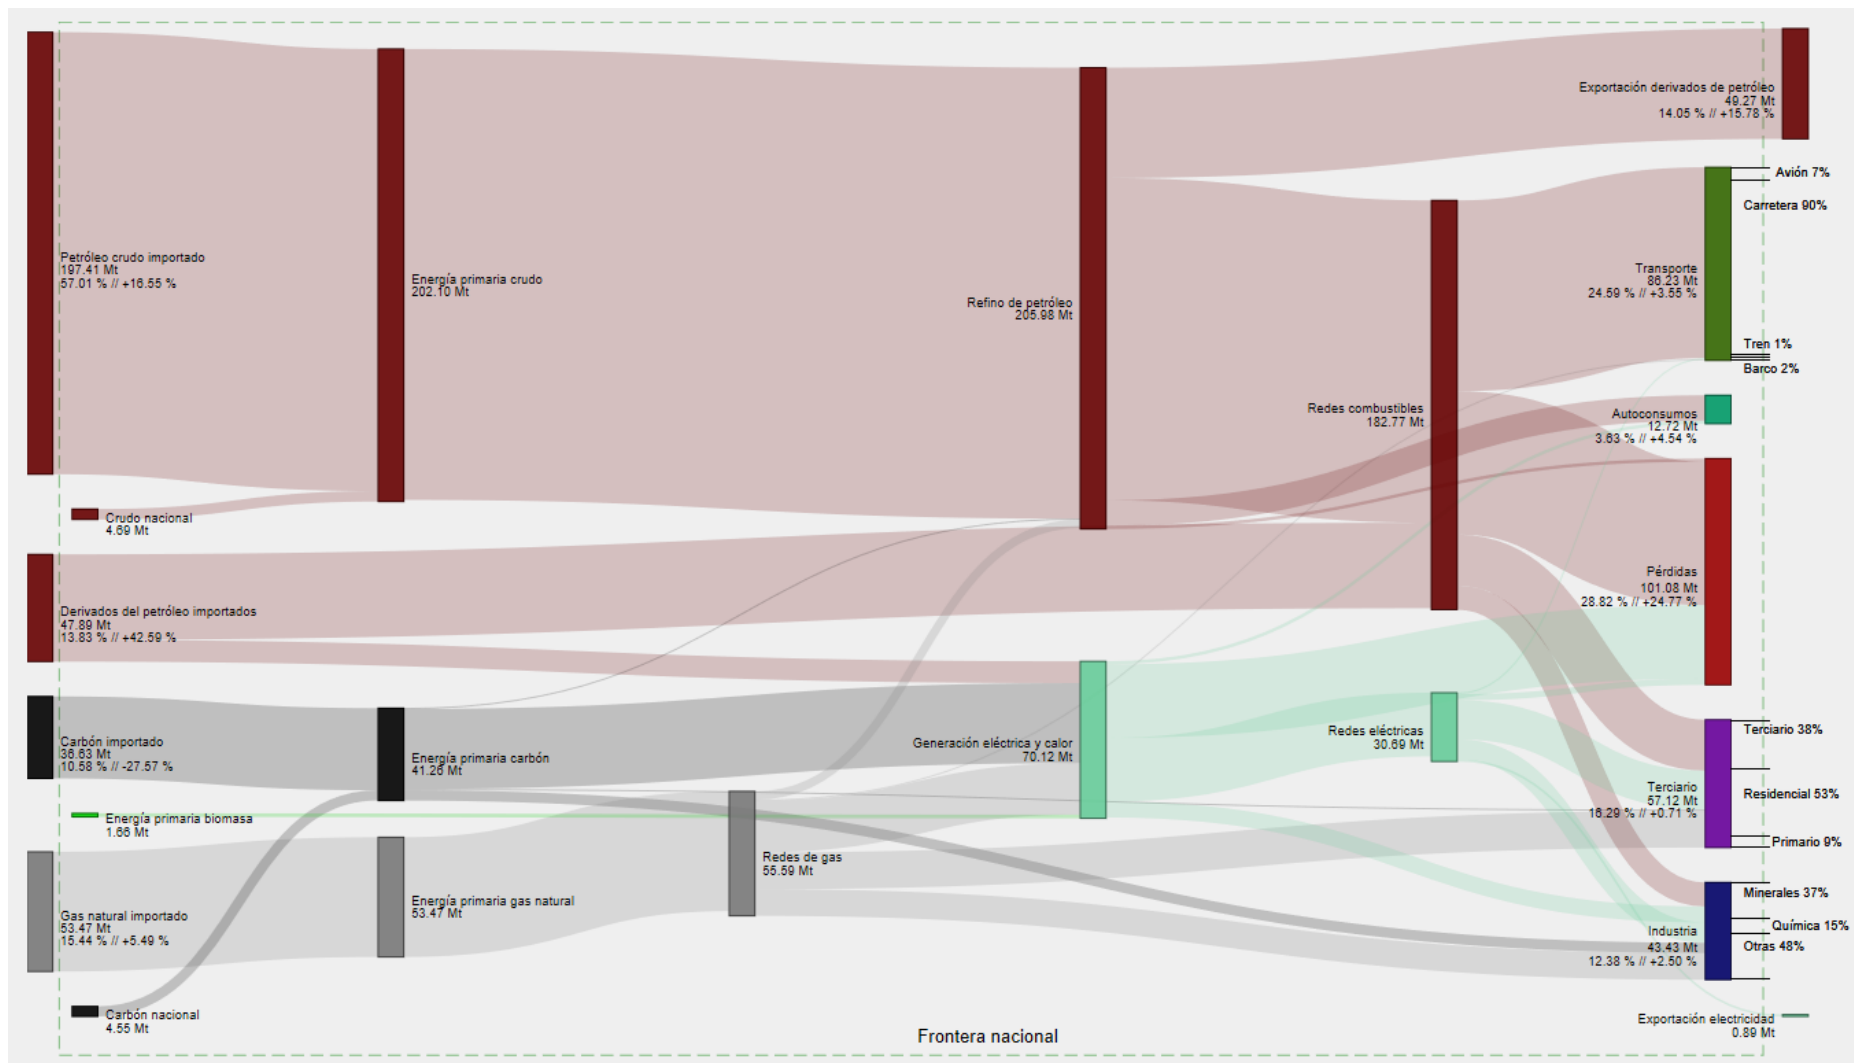 Petróleo crudo importado
197.41 Mt
57.01 % // +16.55 %
Crudo nacional
4.69 Mt
Derivados del petróleo importados
47.89 Mt
13.83 % // +42.59 %
Carbón importado
36.63 Mt
10.58 % // -27.57 %
Energía primaria biomasa
1.66 Mt
Gas natural importado
53.47 Mt
15.44 % // +5.49 %
Carbón nacional
4.55 Mt
Energía primaria crudo
202.10 Mt
Energía primaria carbón
41.26 Mt
Energía primaria gas natural
53.47 Mt
Redes de gas
55.59 Mt
Refino de petróleo
205.98 Mt
Generación eléctrica y calor
70.12 Mt
Redes combustibles
182.77 Mt
Redes eléctricas
30.69 Mt
Exportación derivados de petróleo
49.27 Mt
14.05 % // +15.78 %
Transporte
86.23 Mt
24.59 % // +3.55 %
Avión 7%
Carretera 90%
Tren 1%
Barco 2%
Autoconsumos
12.72 Mt
3.63 % // +4.54 %
Pérdidas
101.08 Mt
28.82 % // +24.77 %
Terciario
57.12 Mt
16.29 % // +0.71 %
Terciario 38%
Residencial 53%
Primario 9%
Industria
43.43 Mt
12.38 % // +2.50 %
Minerales 37%
Química 15%
Otras 48%
Exportación electricidad
0.89 Mt
Frontera nacional